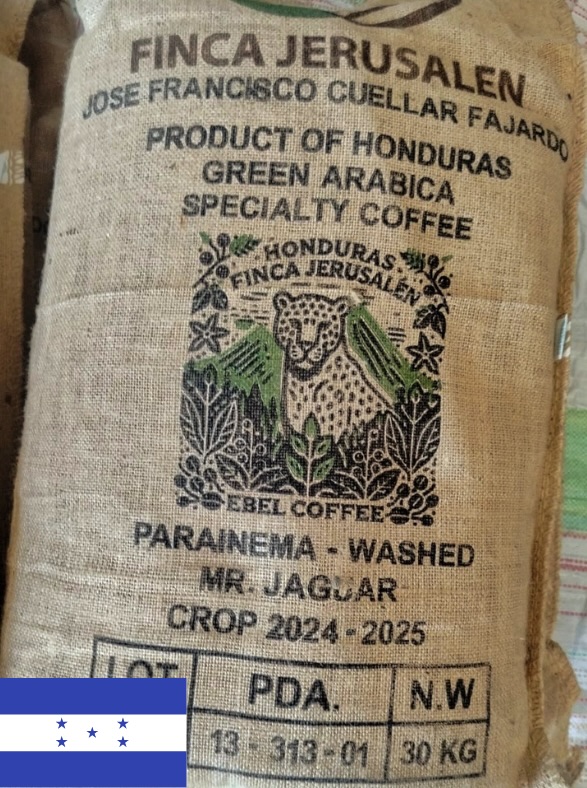 FINCA JERUSALEN
JOSE FRANCISCO CUELLAR FAJARDO
PRODUCT OF HONDURAS
GREEN ARABICA
SPECIALTY COFFEE
HONDURAS
FINCA JERUSALÉN
EBEL COFFEE
PARAINEMA - WASHED
MR. JAGUAR
CROP 2024-2025
LOT PDA. N.W
13-313-01 30 KG